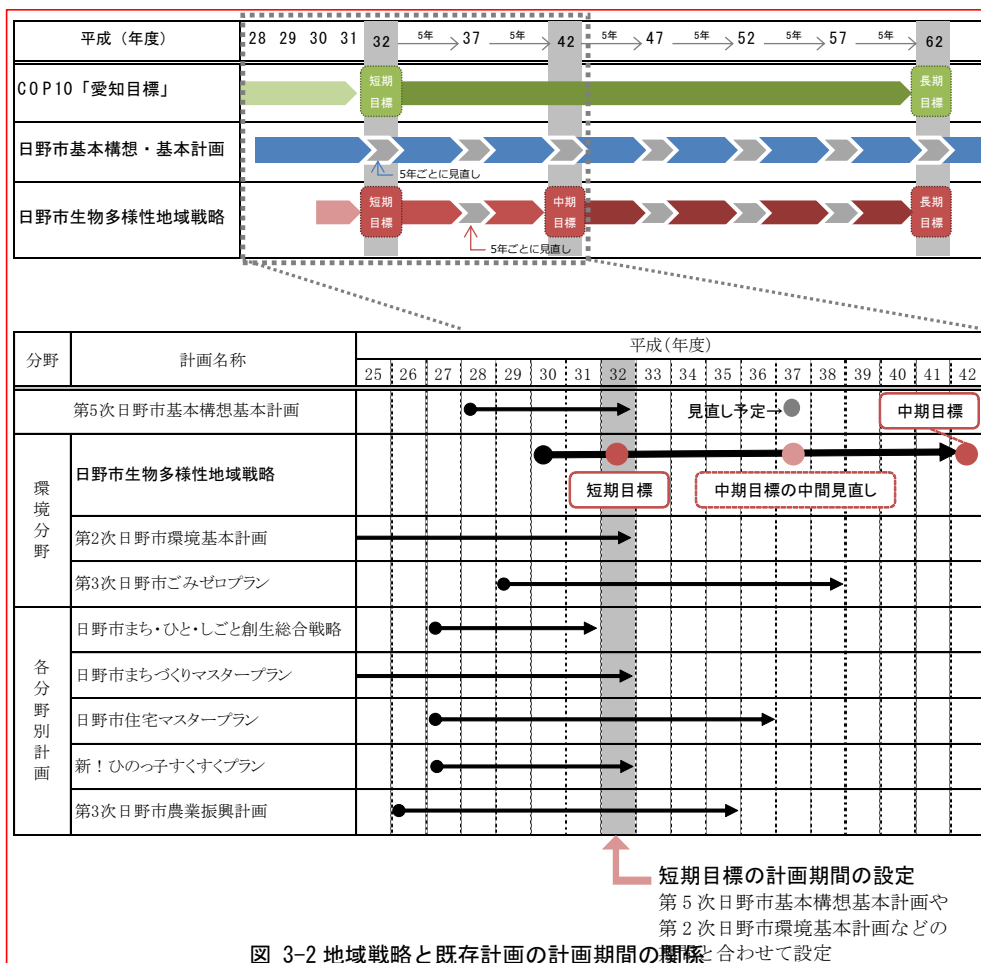 平成（年度） 28 29 30 31 32 5年 37 5年 42 5年 47 5年 52 5年 57 5年 62
COP10「愛知目標」 短期目標 長期目標
日野市基本構想・基本計画
5年ごとに見直し
日野市生物多様性地域戦略 短期目標 中期目標 長期目標
5年ごとに見直し
分野 計画名称 平成(年度)
25 26 27 28 29 30 31 32 33 34 35 36 37 38 39 40 41 42
第5次日野市基本構想基本計画 見直し予定→ 中期目標
環境分野
日野市生物多様性地域戦略
短期目標 中期目標の中間見直し
第2次日野市環境基本計画
第3次日野市ごみゼロプラン
各分野別計画
日野市まち・ひと・しごと創生総合戦略
日野市まちづくりマスタープラン
日野市住宅マスタープラン
新！ひのっ子すくすくプラン
第3次日野市農業振興計画
短期目標の計画期間の設定
第5次日野市基本構想基本計画や
第2次日野市環境基本計画などの
と合わせて設定
図 3-2 地域戦略と既存計画の計画期間の関係